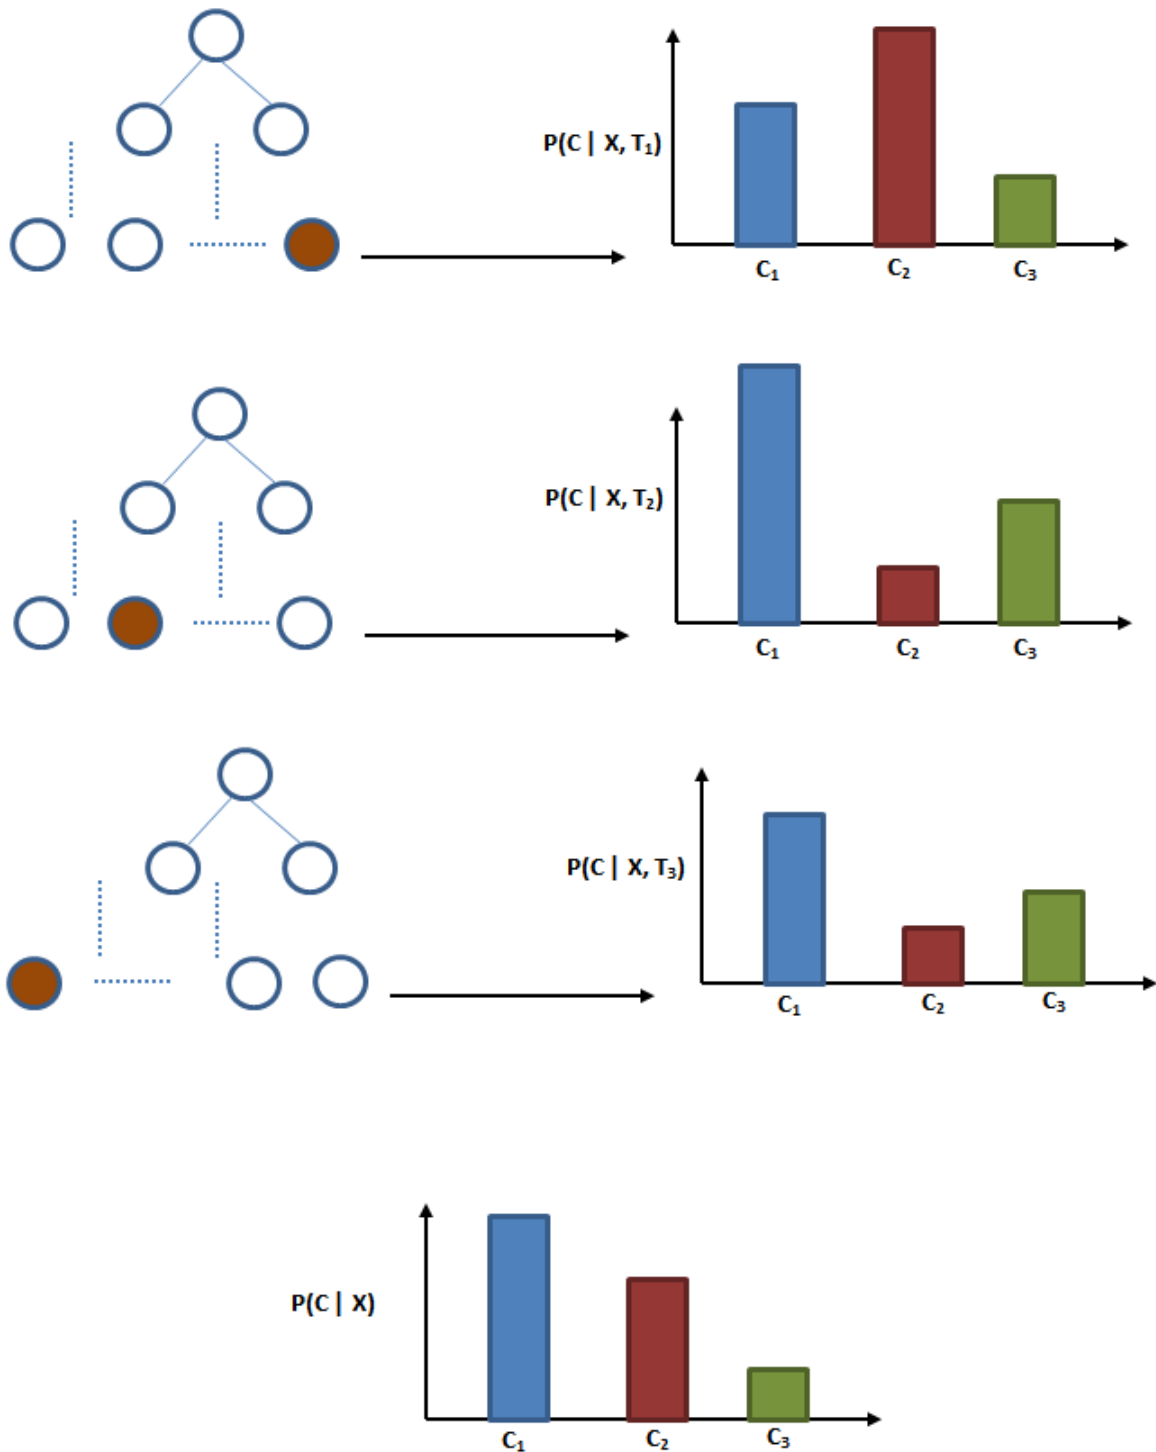 P(C | X, T₁)
C₁ C₂ C₃
P(C | X, T₂)
C₁ C₂ C₃
P(C | X, T₃)
C₁ C₂ C₃
P(C | X)
C₁ C₂ C₃